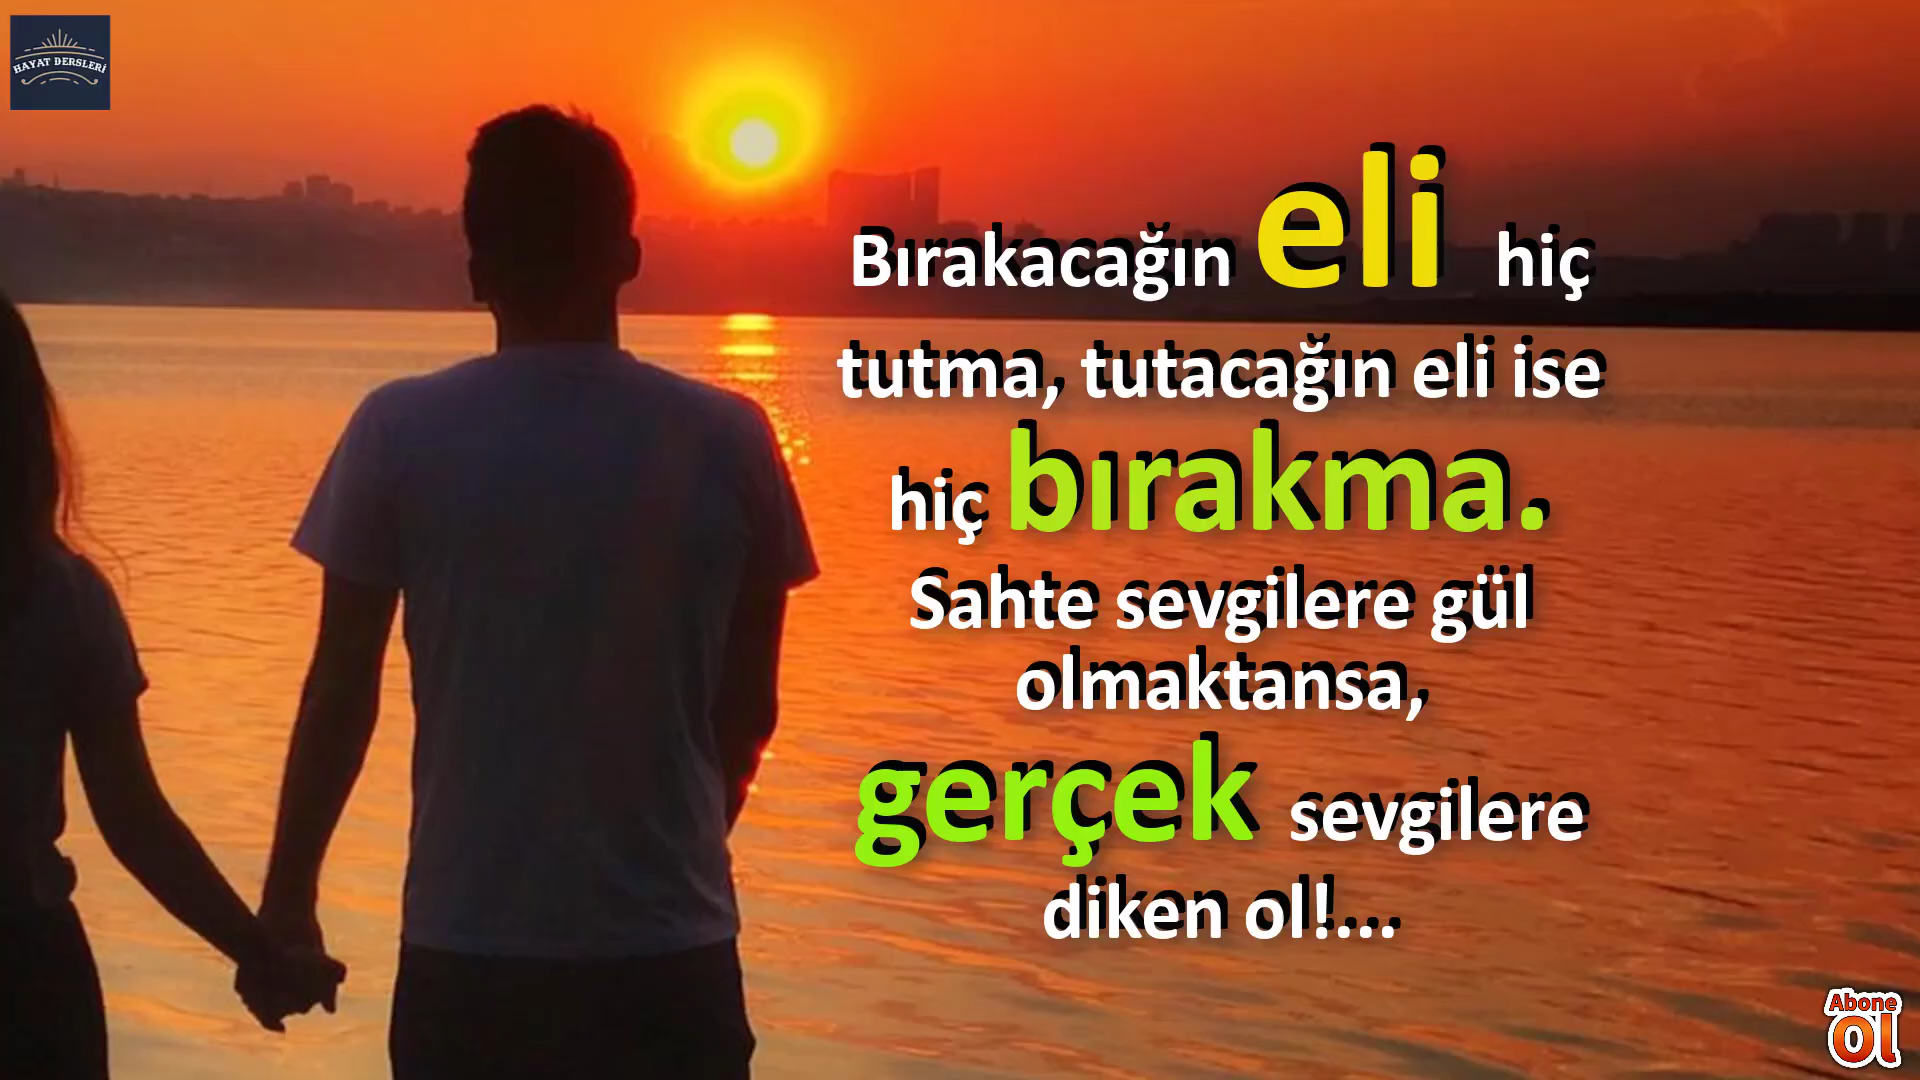 HAYAT DERSLERİ
Bırakacağın eli hiç
tutma, tutacağın eli ise
hiç bırakma.
Sahte sevgilere gül
olmaktansa,
gerçek sevgilere
diken ol!...
Abone
ol